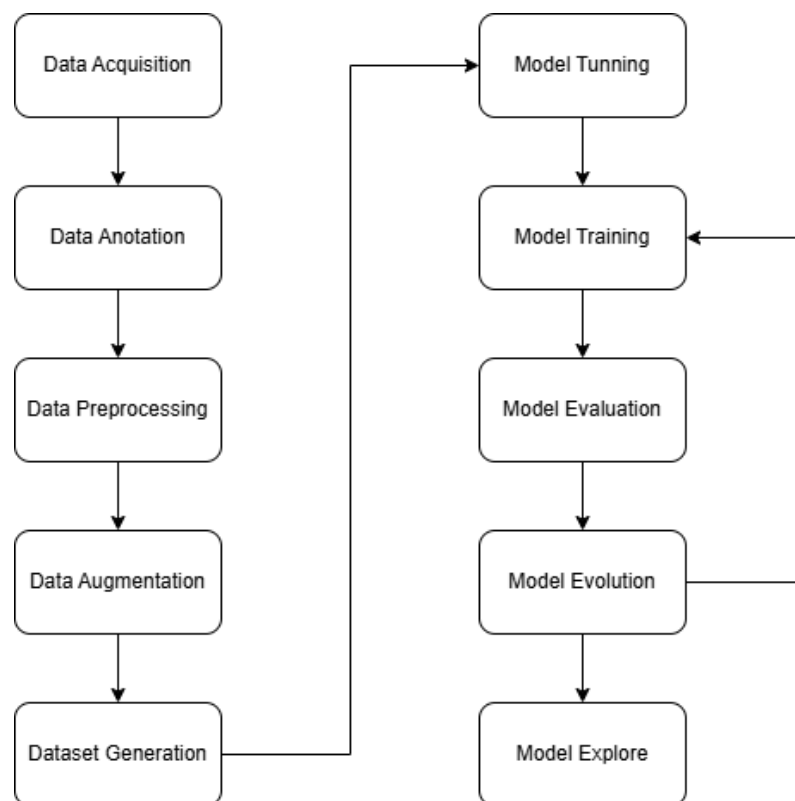 Data Acquisition
Data Anotation
Data Preprocessing
Data Augmentation
Dataset Generation
Model Tunning
Model Training
Model Evaluation
Model Evolution
Model Explore